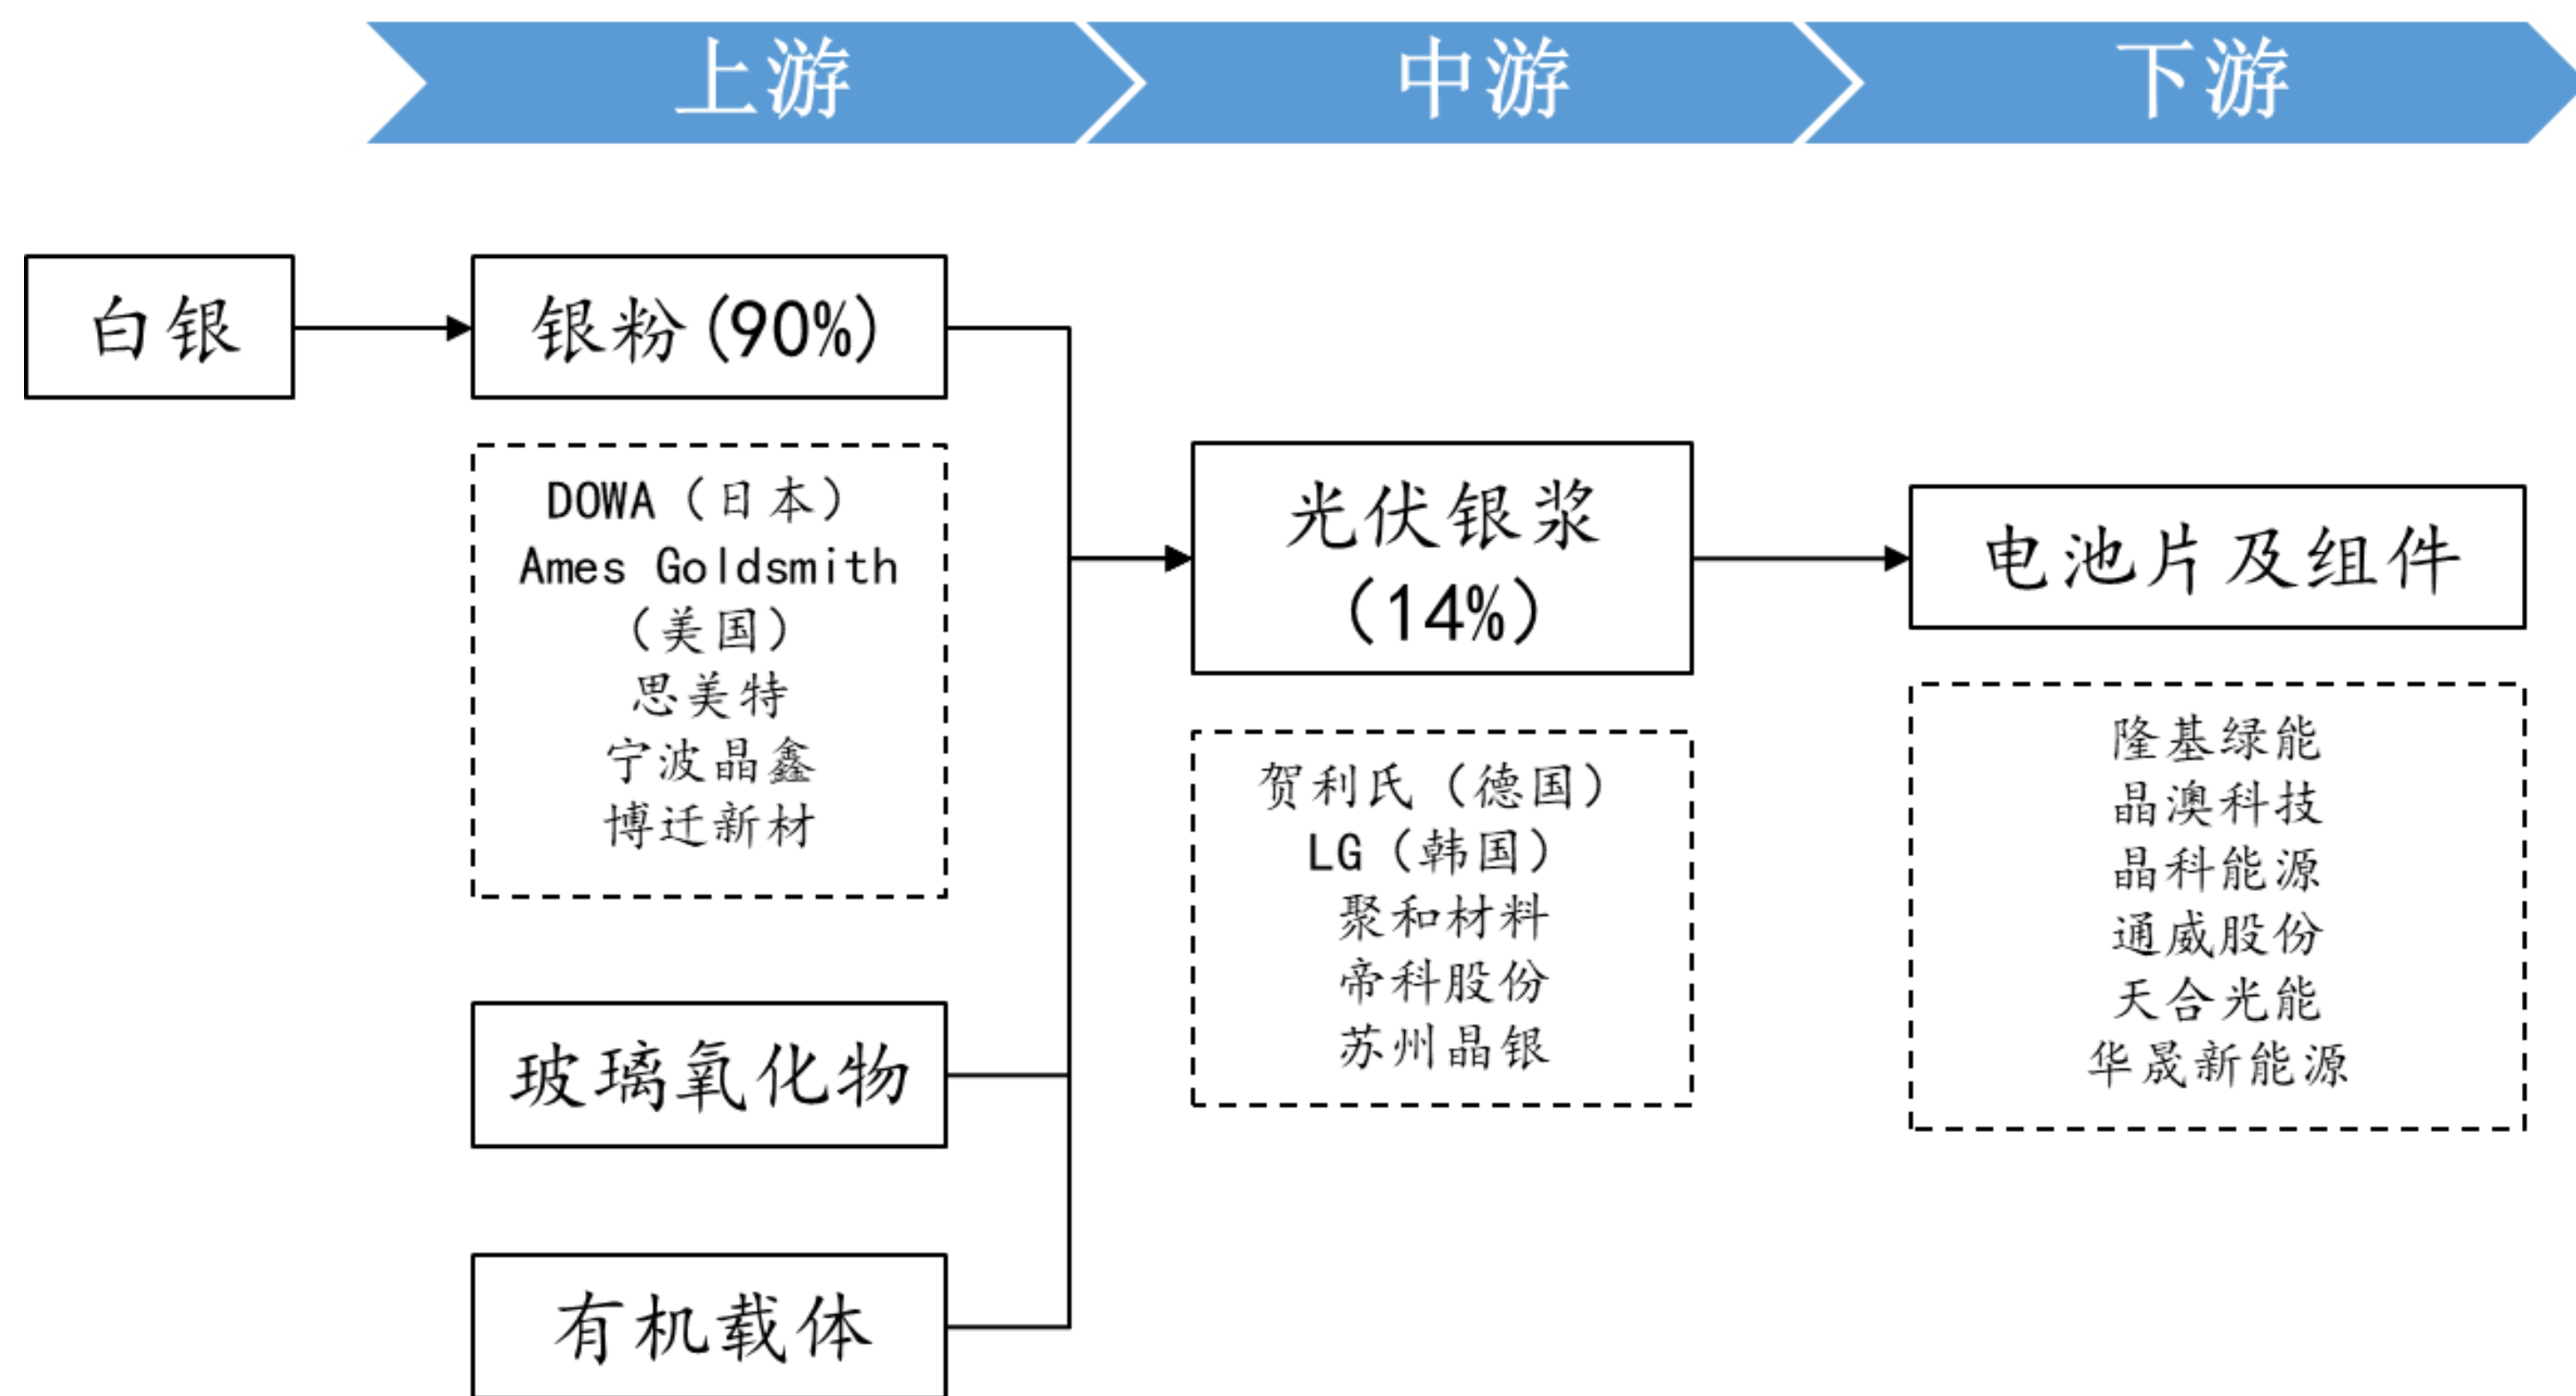 上游
中游
下游
白银
银粉(90%)
DOWA（日本）
Ames Goldsmith
（美国）
思美特
宁波晶鑫
博迁新材
玻璃氧化物
有机载体
光伏银浆
(14%)
贺利氏（德国）
LG（韩国）
聚和材料
帝科股份
苏州晶银
电池片及组件
隆基绿能
晶澳科技
晶科能源
通威股份
天合光能
华晟新能源